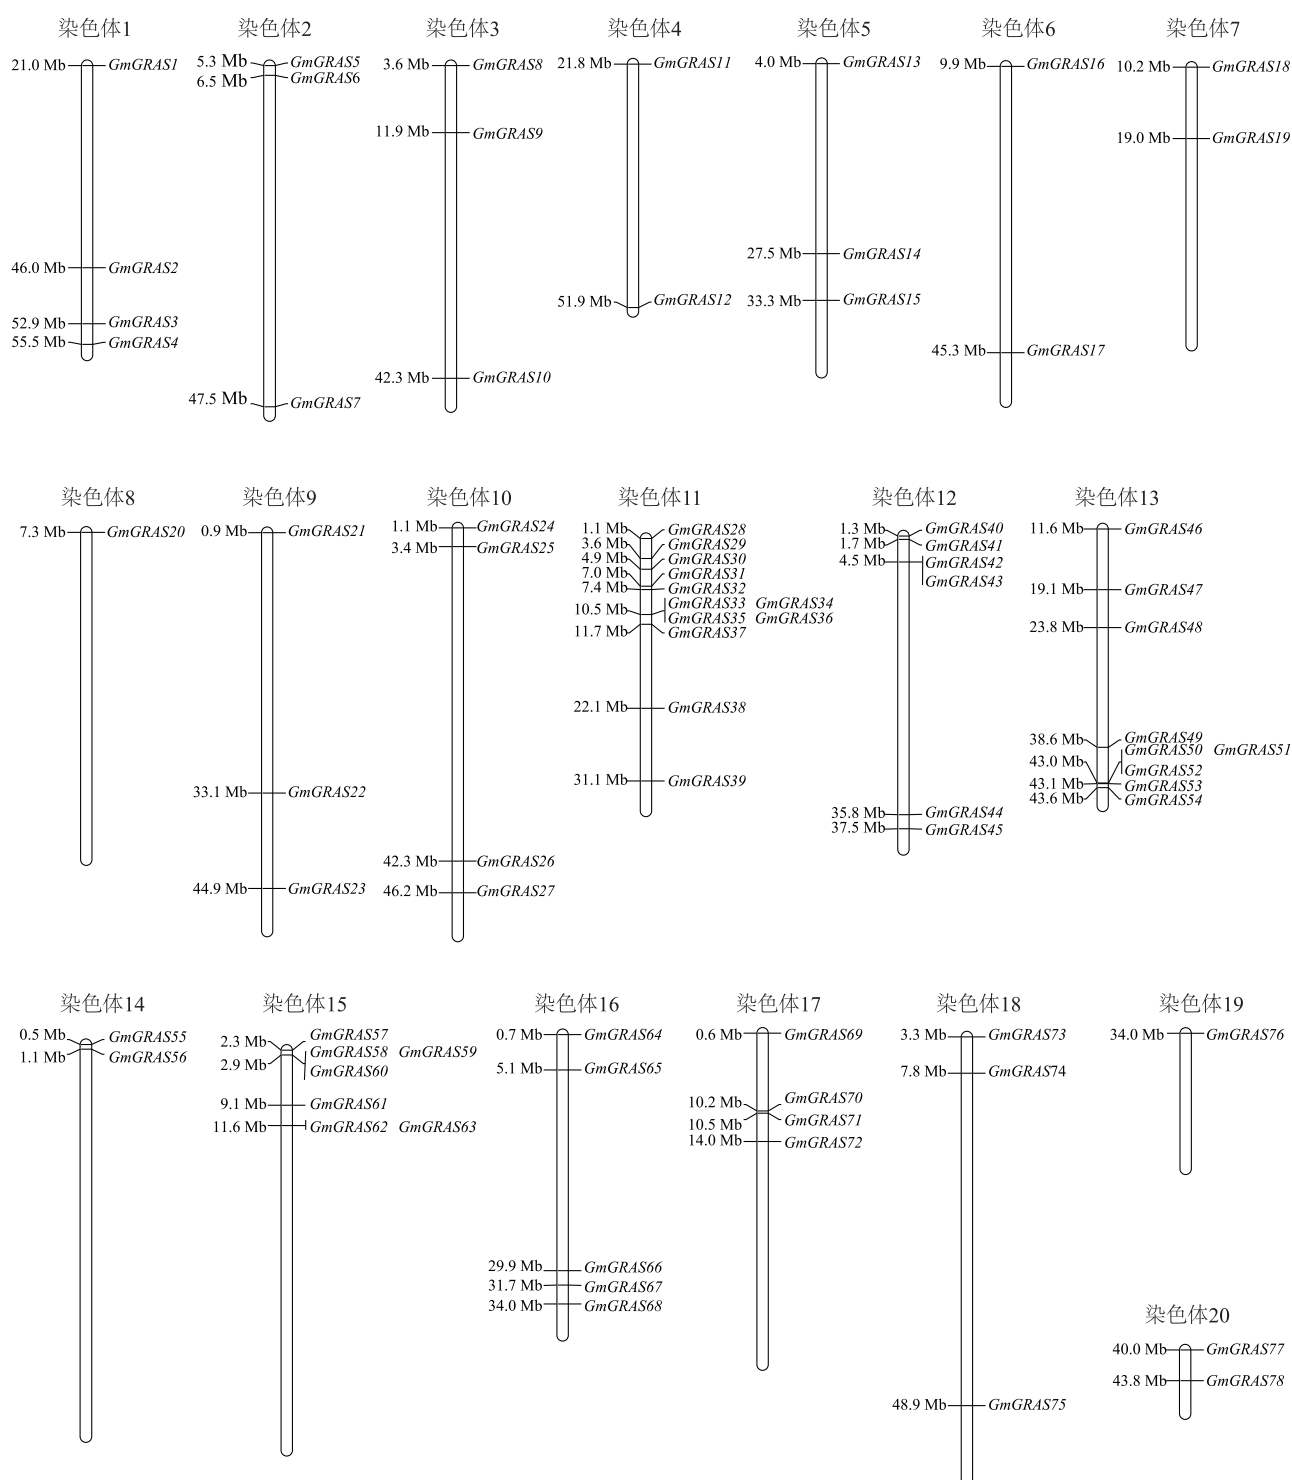 染色体1
21.0 Mb GmGRAS1
46.0 Mb GmGRAS2
52.9 Mb GmGRAS3
55.5 Mb GmGRAS4
染色体2
5.3 Mb GmGRAS5
6.5 Mb GmGRAS6
47.5 Mb GmGRAS7
染色体3
3.6 Mb GmGRAS8
11.9 Mb GmGRAS9
42.3 Mb GmGRAS10
染色体4
21.8 Mb GmGRAS11
51.9 Mb GmGRAS12
染色体5
4.0 Mb GmGRAS13
27.5 Mb GmGRAS14
33.3 Mb GmGRAS15
染色体6
9.9 Mb GmGRAS16
45.3 Mb GmGRAS17
染色体7
10.2 Mb GmGRAS18
19.0 Mb GmGRAS19
染色体8
7.3 Mb GmGRAS20
染色体9
0.9 Mb GmGRAS21
33.1 Mb GmGRAS22
44.9 Mb GmGRAS23
染色体10
1.1 Mb GmGRAS24
3.4 Mb GmGRAS25
42.3 Mb GmGRAS26
46.2 Mb GmGRAS27
染色体11
1.1 Mb GmGRAS28
3.6 Mb GmGRAS29
4.9 Mb GmGRAS30
7.0 Mb GmGRAS31
7.4 Mb GmGRAS32
GmGRAS33 GmGRAS34
10.5 Mb
GmGRAS35 GmGRAS36
11.7 Mb GmGRAS37
22.1 Mb GmGRAS38
31.1 Mb GmGRAS39
染色体12
1.3 Mb GmGRAS40
1.7 Mb GmGRAS41
4.5 Mb GmGRAS42
GmGRAS43
35.8 Mb GmGRAS44
37.5 Mb GmGRAS45
染色体13
11.6 Mb GmGRAS46
19.1 Mb GmGRAS47
23.8 Mb GmGRAS48
38.6 Mb GmGRAS49
GmGRAS50 GmGRAS51
43.0 Mb
GmGRAS52
43.1 Mb GmGRAS53
43.6 Mb GmGRAS54
染色体14
0.5 Mb GmGRAS55
1.1 Mb GmGRAS56
染色体15
2.3 Mb GmGRAS57
GmGRAS58 GmGRAS59
2.9 Mb
GmGRAS60
9.1 Mb GmGRAS61
11.6 Mb GmGRAS62 GmGRAS63
染色体16
0.7 Mb GmGRAS64
5.1 Mb GmGRAS65
29.9 Mb GmGRAS66
31.7 Mb GmGRAS67
34.0 Mb GmGRAS68
染色体17
0.6 Mb GmGRAS69
10.2 Mb GmGRAS70
10.5 Mb GmGRAS71
14.0 Mb GmGRAS72
染色体18
3.3 Mb GmGRAS73
7.8 Mb GmGRAS74
48.9 Mb GmGRAS75
染色体19
34.0 Mb GmGRAS76
染色体20
40.0 Mb GmGRAS77
43.8 Mb GmGRAS78